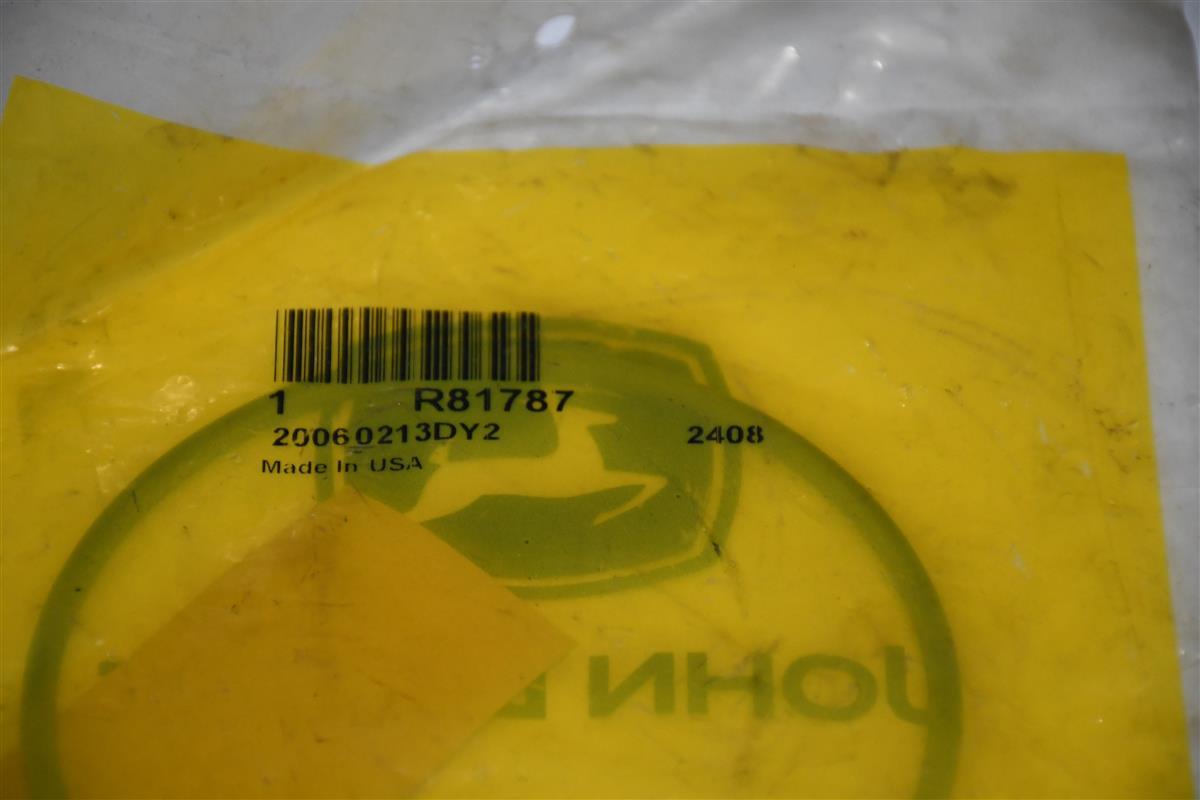 1 R81787
20060213DY2 2408
Made In USA
JOHN